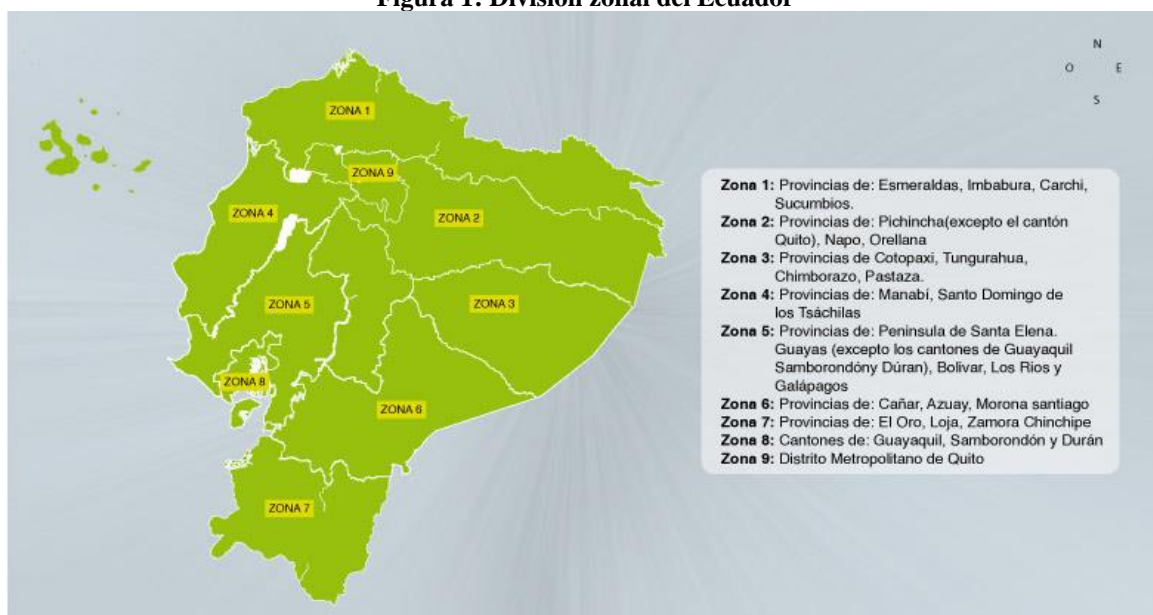 Figura 1: División zonal del Ecuador
N
O E
S
ZONA 1
ZONA 9
ZONA 4
ZONA 2
ZONA 5
ZONA 3
ZONA 8
ZONA 6
ZONA 7
Zona 1: Provincias de: Esmeraldas, Imbabura, Carchi,
Sucumbios.
Zona 2: Provincias de: Pichincha(excepto el cantón
Quito), Napo, Orellana
Zona 3: Provincias de Cotopaxi, Tungurahua,
Chimborazo, Pastaza.
Zona 4: Provincias de: Manabí, Santo Domingo de
los Tsáchilas
Zona 5: Provincias de: Peninsula de Santa Elena.
Guayas (excepto los cantones de Guayaquil
Samborondóny Dúran), Bolivar, Los Rios y
Galápagos
Zona 6: Provincias de: Cañar, Azuay, Morona santiago
Zona 7: Provincias de: El Oro, Loja, Zamora Chinchipe
Zona 8: Cantones de: Guayaquil, Samborondón y Durán
Zona 9: Distrito Metropolitano de Quito